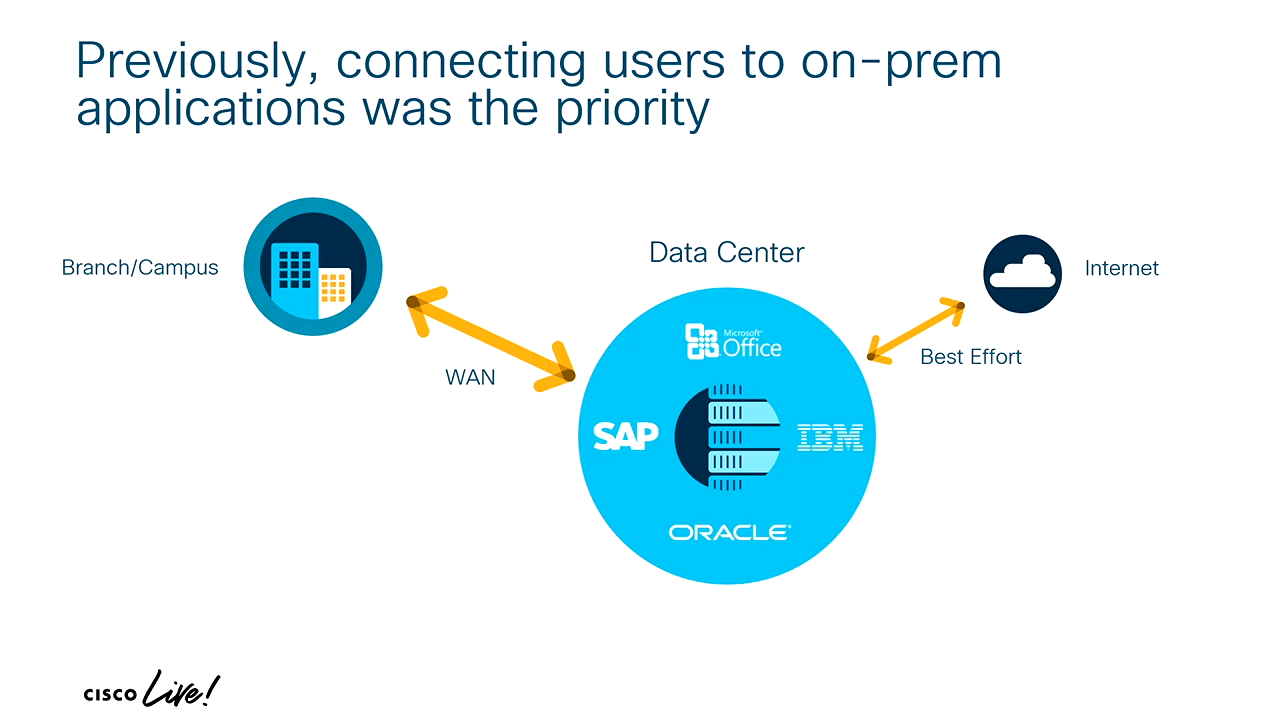 Previously, connecting users to on-prem
applications was the priority
Branch/Campus
Data Center
Internet
WAN
Best Effort
Microsoft®
Office
SAP
IBM
ORACLE®
CISCO Live!